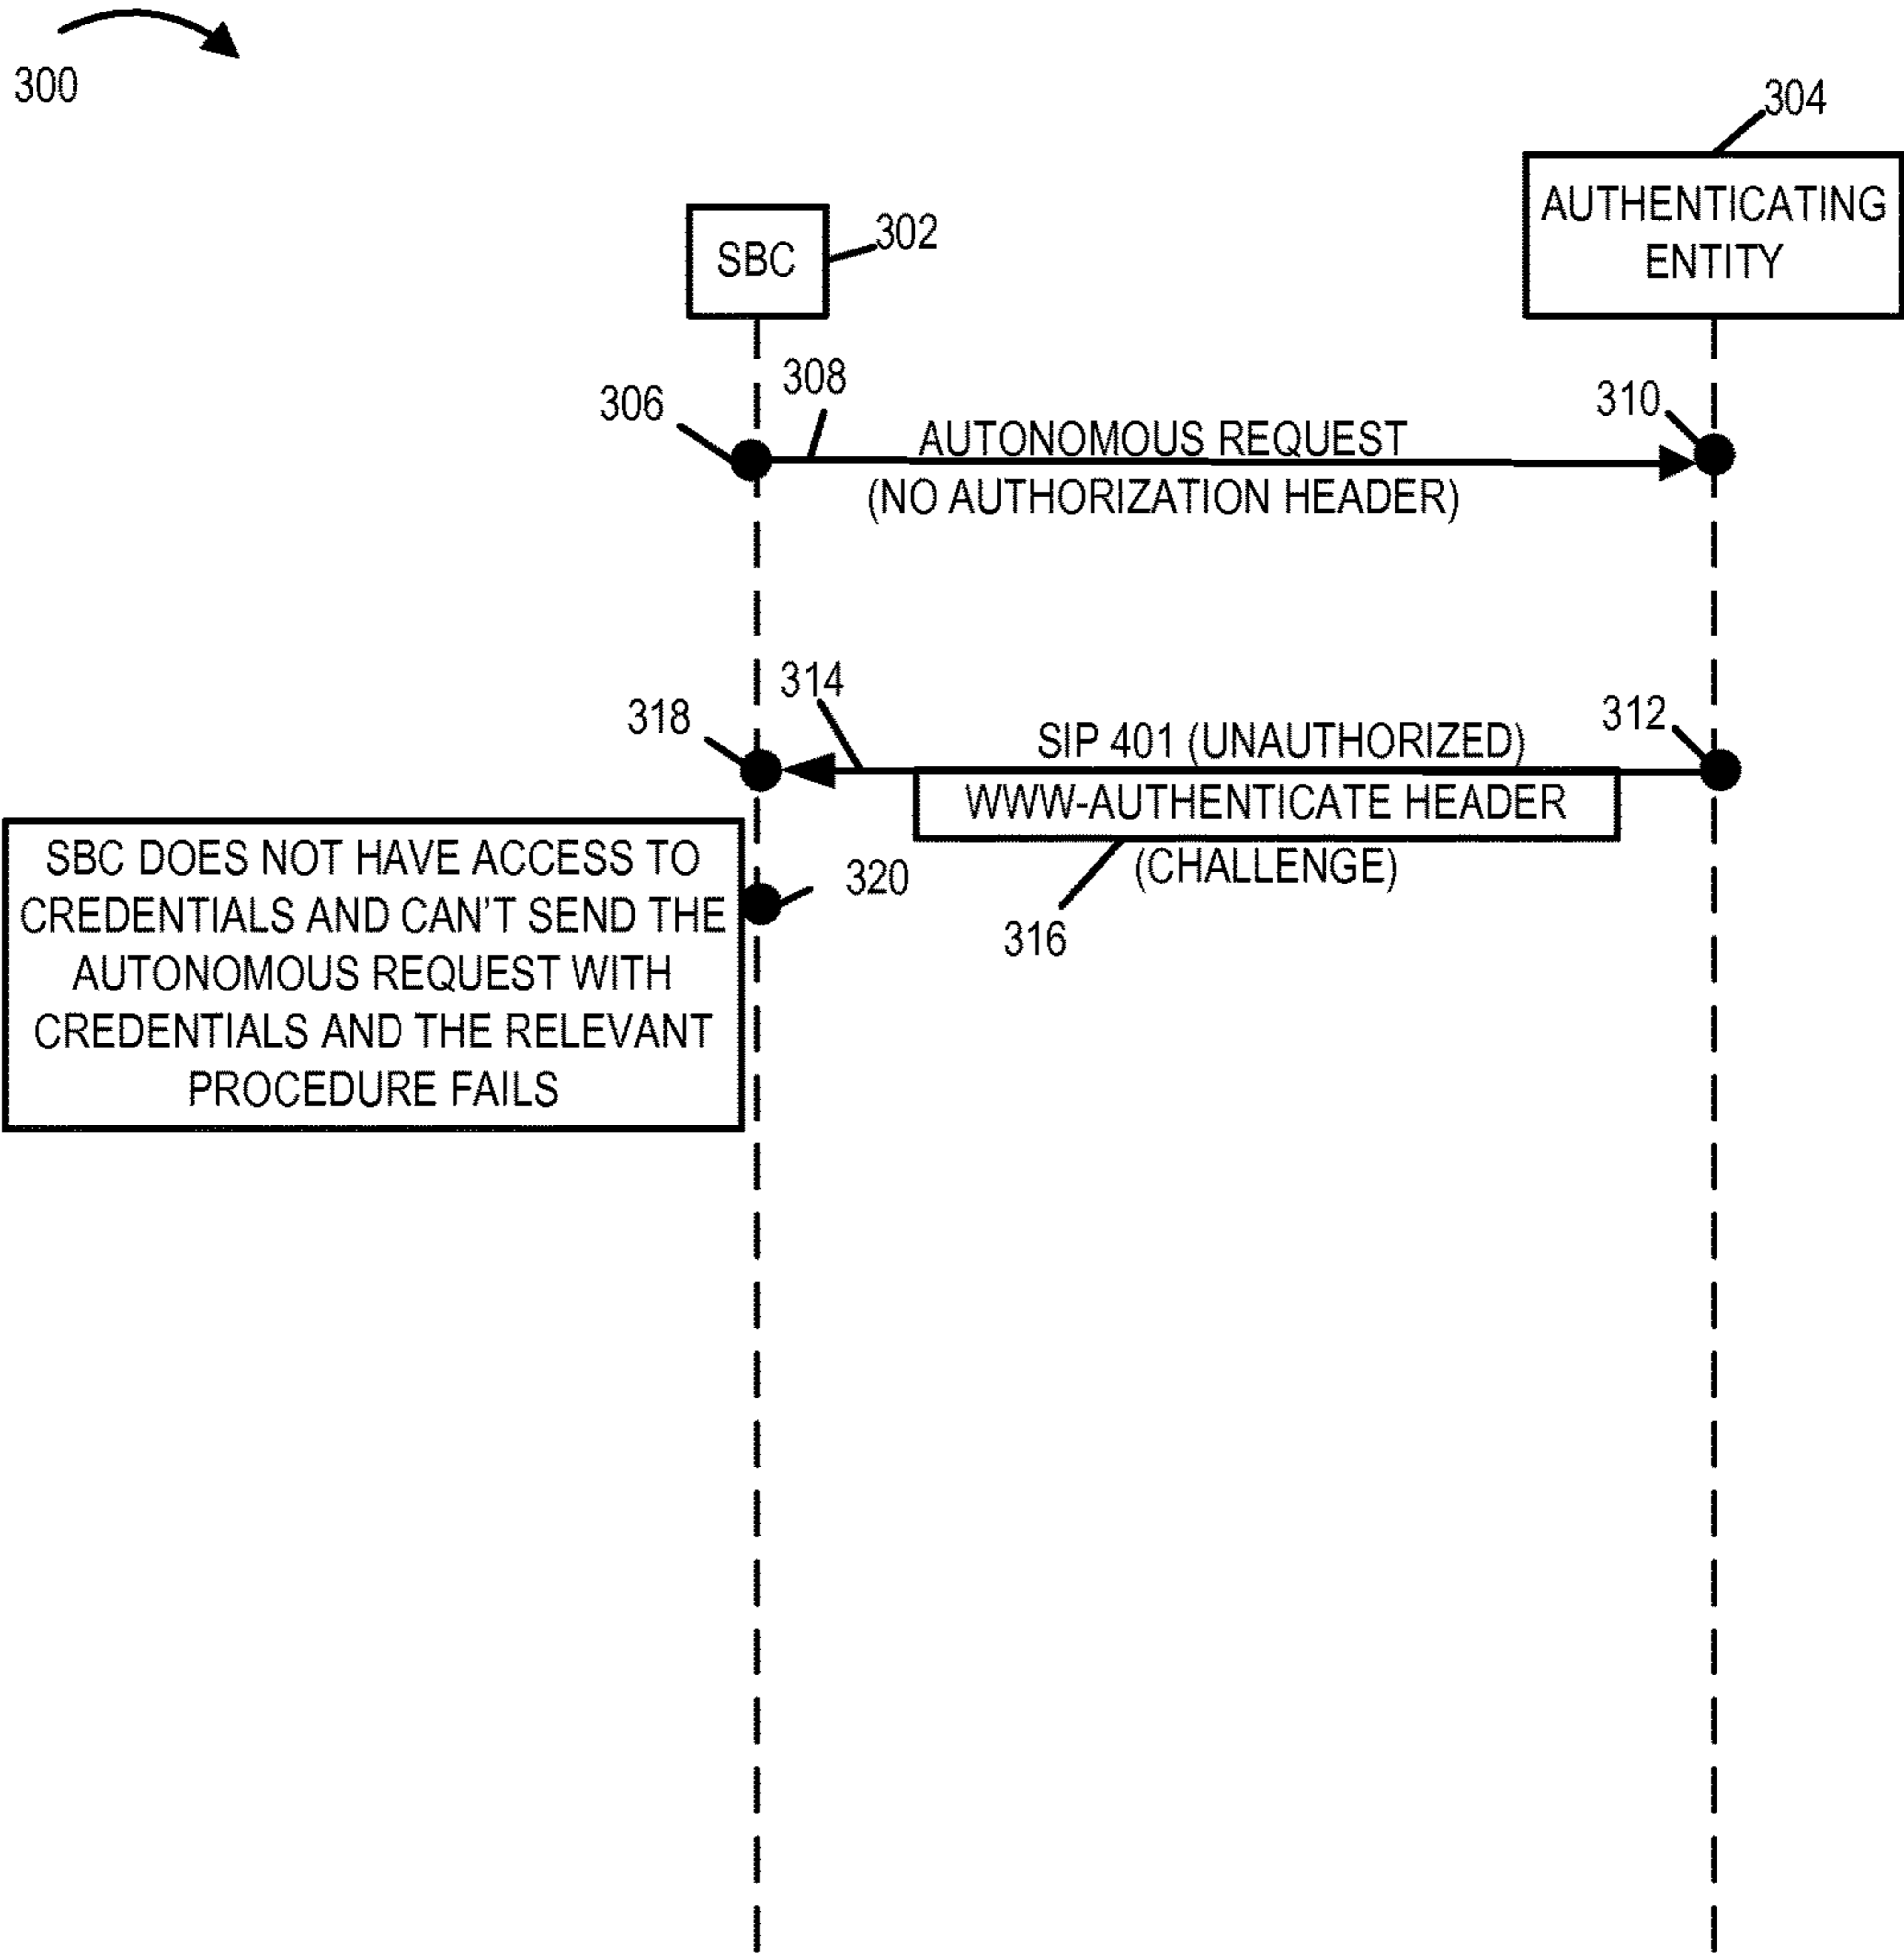 300
304
AUTHENTICATING
ENTITY
302
SBC
308
306
310
AUTONOMOUS REQUEST
(NO AUTHORIZATION HEADER)
314
318
312
SIP 401 (UNAUTHORIZED)
WWW-AUTHENTICATE HEADER
(CHALLENGE)
316
320
SBC DOES NOT HAVE ACCESS TO
CREDENTIALS AND CAN'T SEND THE
AUTONOMOUS REQUEST WITH
CREDENTIALS AND THE RELEVANT
PROCEDURE FAILS